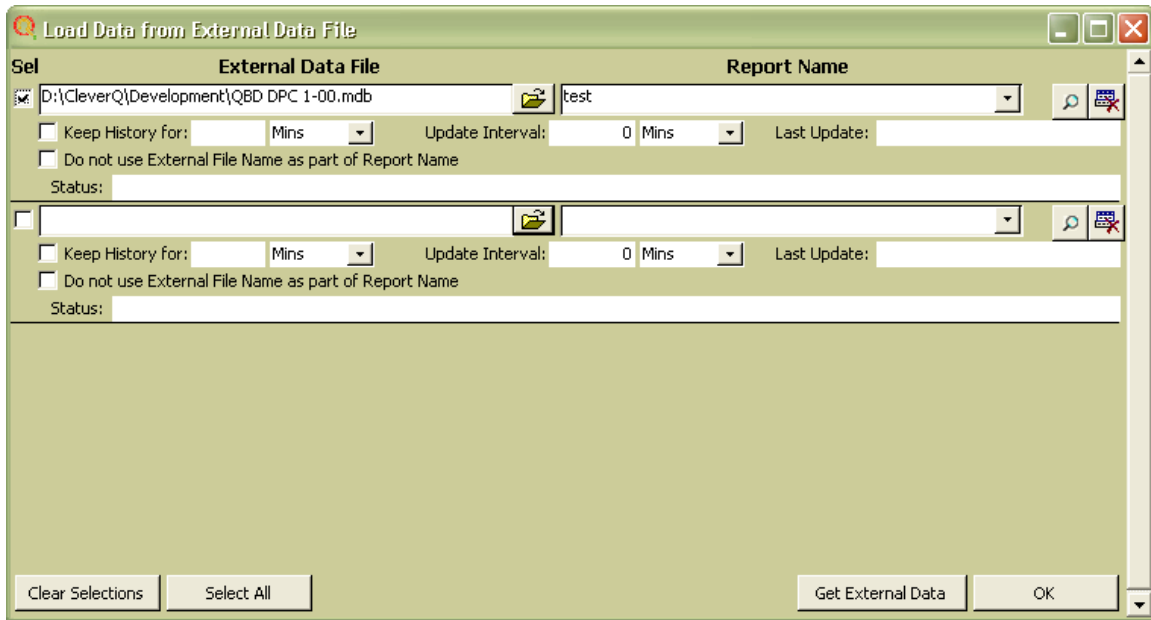 Load Data from External Data File
Sel External Data File Report Name
D:\CleverQ\Development\QBD DPC 1-00.mdb test
Keep History for: Mins Update Interval: 0 Mins Last Update:
Do not use External File Name as part of Report Name
Status:
Keep History for: Mins Update Interval: 0 Mins Last Update:
Do not use External File Name as part of Report Name
Status:
Clear Selections Select All Get External Data OK